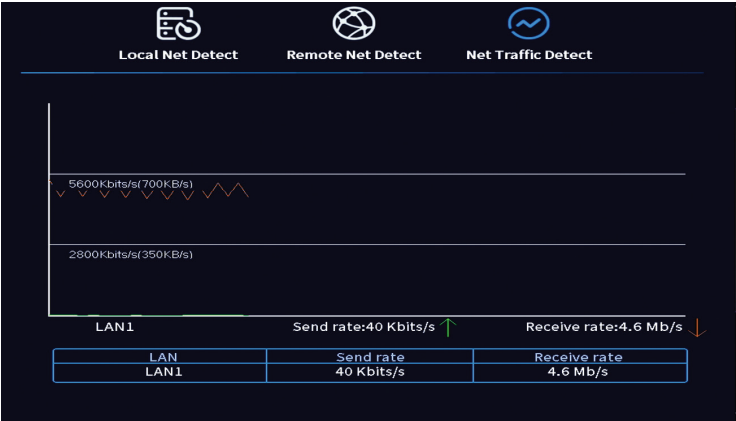 Local Net Detect Remote Net Detect Net Traffic Detect
5600Kbits/s(700KB/s)
2800Kbits/s(350KB/s)
LAN1 Send rate:40 Kbits/s Receive rate:4.6 Mb/s
LAN Send rate Receive rate
LAN1 40 Kbits/s 4.6 Mb/s